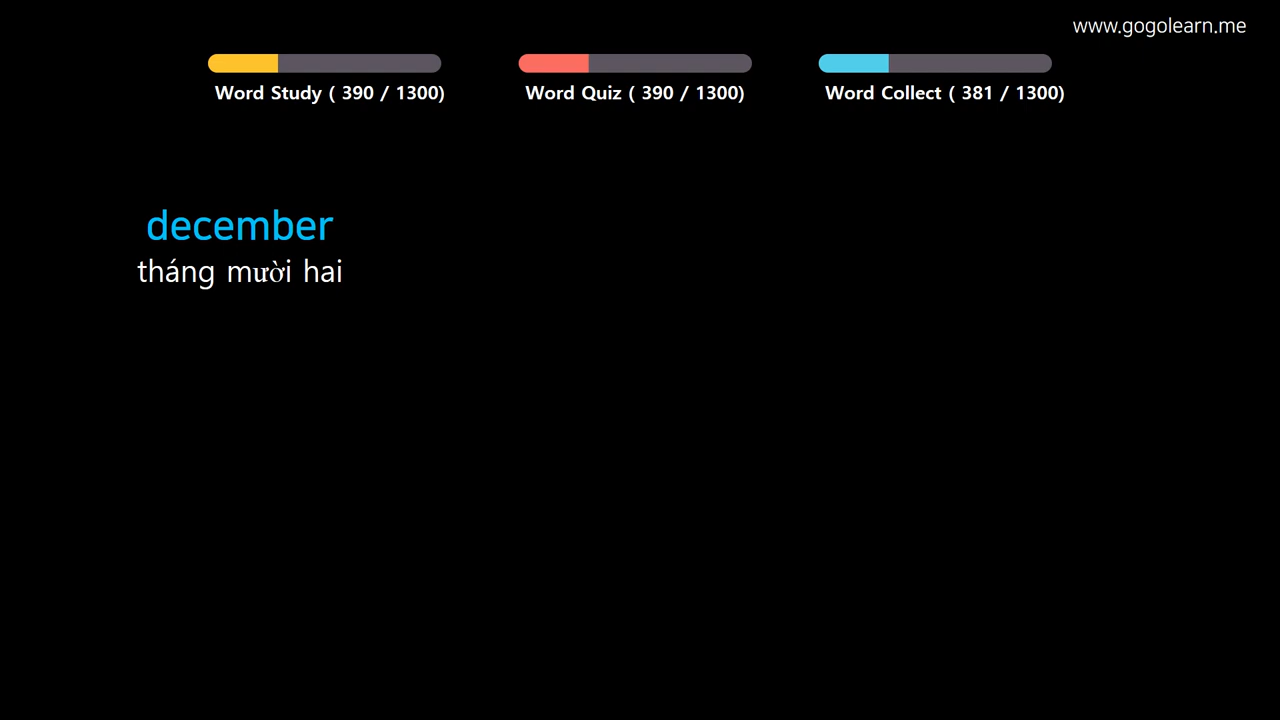 www.gogolearn.me
Word Study ( 390 / 1300)
Word Quiz ( 390 / 1300)
Word Collect ( 381 / 1300)
december
tháng mười hai